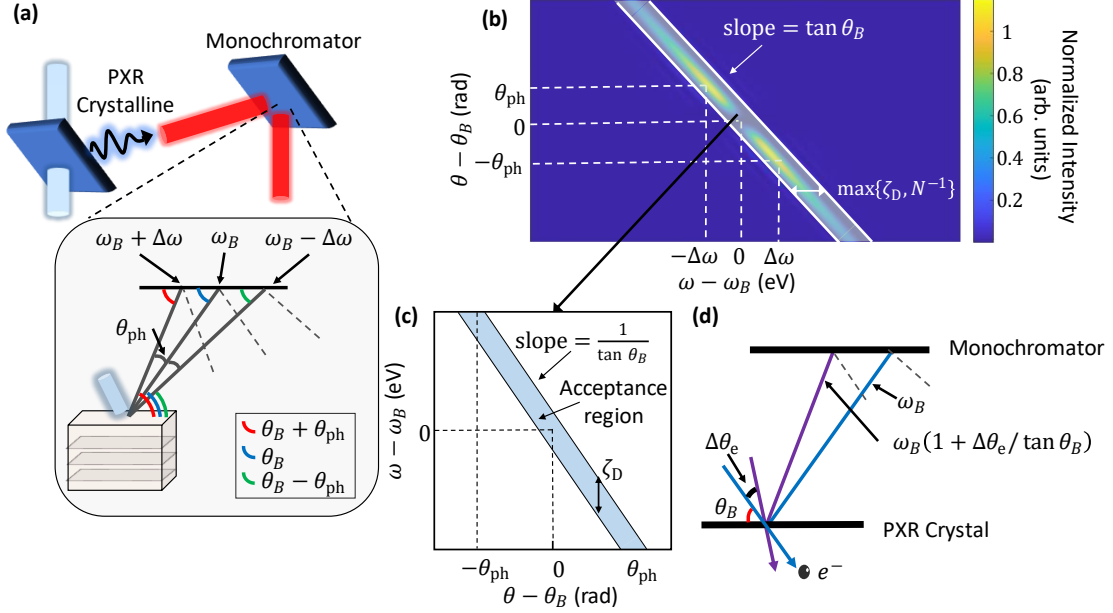 (a)
Monochromator
PXR
Crystalline
ω_B + Δω
ω_B
ω_B − Δω
θ_ph
θ_B + θ_ph
θ_B
θ_B − θ_ph
(b)
slope = tan θ_B
θ_ph
0
−θ_ph
θ − θ_B (rad)
max{ζ_D, N⁻¹}
−Δω
0
Δω
ω − ω_B (eV)
1
0.8
0.6
0.4
0.2
Normalized Intensity
(arb. units)
(c)
slope = 1/tan θ_B
Acceptance
region
ζ_D
0
ω − ω_B (eV)
−θ_ph
0
θ_ph
θ − θ_B (rad)
(d)
Monochromator
ω_B
ω_B(1 + Δθ_e/ tan θ_B)
Δθ_e
θ_B
PXR Crystal
e⁻